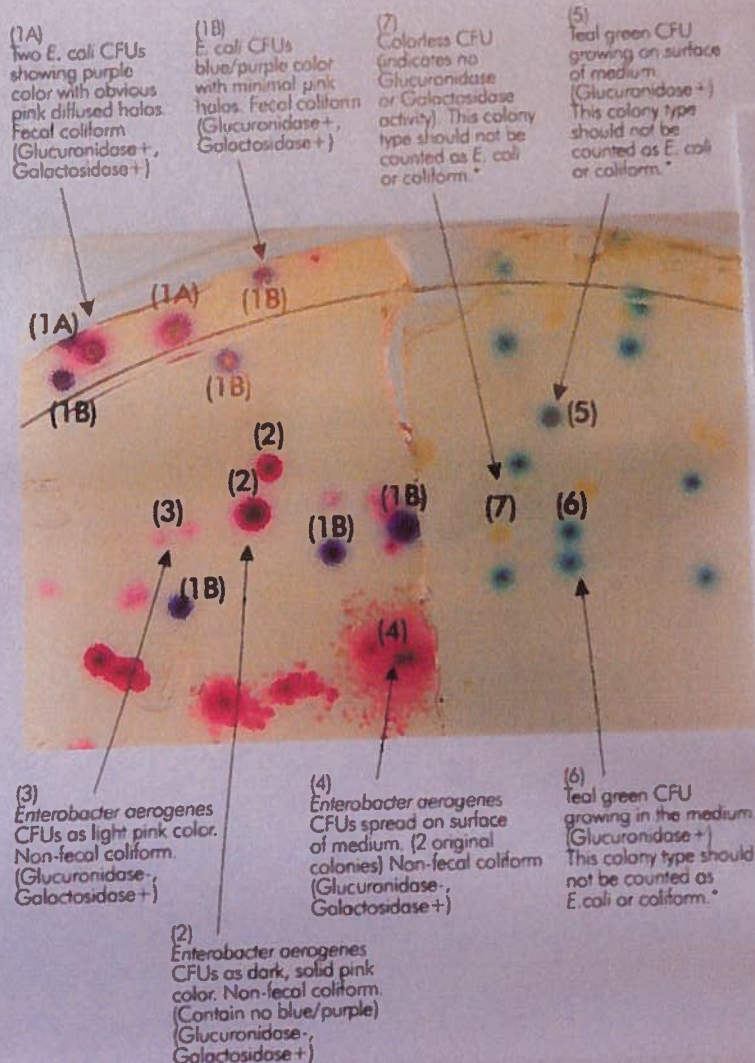 (1A)
Two E. coli CFUs
showing purple
color with obvious
pink diffused halos.
Fecal coliform
(Glucuronidase+,
Galactosidase+)
(1B)
E. coli CFUs
blue/purple color
with minimal pink
halos. Fecal coliform
(Glucuronidase+,
Galactosidase+)
(7)
Colorless CFU
(indicates no
Glucuronidase
or Galactosidase
activity). This colony
type should not be
counted as E. coli
or coliform.*
(5)
Teal green CFU
growing on surface
of medium.
(Glucuronidase+)
This colony type
should not be
counted as E. coli
or coliform.*
(1A)
(1A)
(1B)
(1B)
(1B)
(2)
(2)
(3)
(1B)
(1B)
(1B)
(4)
(5)
(7)
(6)
(3)
Enterobacter aerogenes
CFUs as light pink color.
Non-fecal coliform.
(Glucuronidase-,
Galactosidase+)
(4)
Enterobacter aerogenes
CFUs spread on surface
of medium. (2 original
colonies) Non-fecal coliform
(Glucuronidase-,
Galactosidase+)
(6)
Teal green CFU
growing in the medium
(Glucuronidase+)
This colony type should
not be counted as
E.coli or coliform.*
(2)
Enterobacter aerogenes
CFUs as dark, solid pink
color. Non-fecal coliform.
(Contain no blue/purple)
(Glucuronidase-,
Galactosidase+)